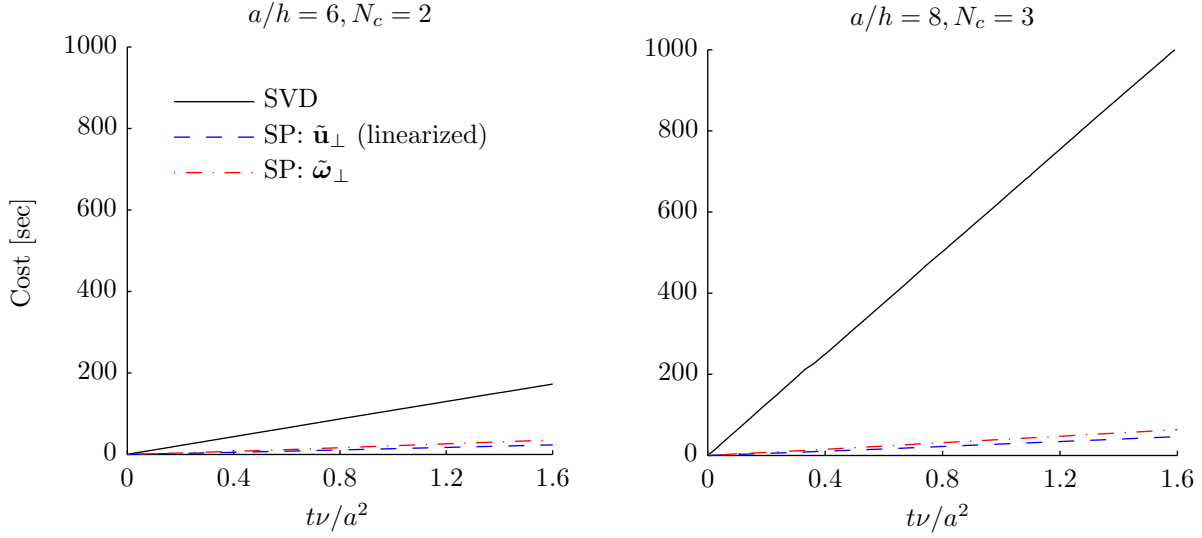 a/h = 6, N_c = 2
1000
800
600
400
200
0
Cost [sec]
SVD
SP: ũ⊥ (linearized)
SP: ω̃⊥
0 0.4 0.8 1.2 1.6
tν/a²
a/h = 8, N_c = 3
1000
800
600
400
200
0
0 0.4 0.8 1.2 1.6
tν/a²